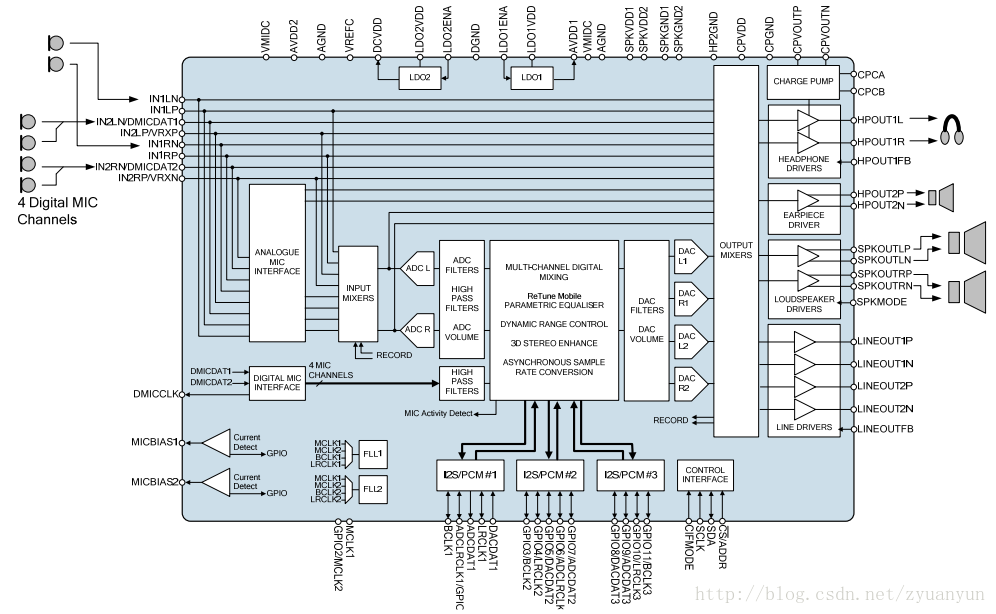 VMIDC
AVDD2
AGND
VREFC
DCVDD
LDO2VDD
LDO2ENA
DGND
LDO1ENA
LDO1VDD
AVDD1
VMIDC
AGND
SPKVDD1
SPKVDD2
SPKGND1
SPKGND2
HP2GND
CPVDD
CPGND
CPVOUTP
CPVOUTN
LDO2
LDO1
CHARGE PUMP
CPCA
CPCB
IN1LN
IN1LP
IN2LN/DMICDAT1
IN2LP/VRXP
IN1RN
IN1RP
IN2RN/DMICDAT2
IN2RP/VRXN
4 Digital MIC
Channels
HPOUT1L
HPOUT1R
HEADPHONE
DRIVERS
HPOUT1FB
HPOUT2P
HPOUT2N
EARPIECE
DRIVER
SPKOUTLP
SPKOUTLN
SPKOUTRP
SPKOUTRN
LOUDSPEAKER
DRIVERS
SPKMODE
ANALOGUE
MIC
INTERFACE
INPUT
MIXERS
ADC L
ADC R
RECORD
ADC
FILTERS
HIGH
PASS
FILTERS
ADC
VOLUME
MULTI-CHANNEL DIGITAL
MIXING
ReTune Mobile
PARAMETRIC EQUALISER
DYNAMIC RANGE CONTROL
3D STEREO ENHANCE
ASYNCHRONOUS SAMPLE
RATE CONVERSION
DAC
FILTERS
DAC
VOLUME
DAC
L1
DAC
R1
DAC
L2
DAC
R2
OUTPUT
MIXERS
RECORD
LINEOUT1P
LINEOUT1N
LINEOUT2P
LINEOUT2N
LINE DRIVERS
LINEOUTFB
DMICDAT1
DMICDAT2
DIGITAL MIC
INTERFACE
4 MIC
CHANNELS
HIGH
PASS
FILTERS
MIC Activity Detect
DMICCLK
MICBIAS1
Current
Detect
GPIO
MICBIAS2
Current
Detect
GPIO
MCLK1
MCLK2
BCLK1
LRCLK1
FLL1
MCLK1
MCLK2
BCLK2
LRCLK2
FLL2
I2S/PCM #1
I2S/PCM #2
I2S/PCM #3
CONTROL
INTERFACE
GPIO2/MCLK2
MCLK1
BCLK1
ADCLRCLK1/GPIO
ADCDAT1
LRCLK1
DACDAT1
GPIO3/BCLK2
GPIO4/LRCLK2
GPIO5/DACDAT2
GPIO6/ADCLRCLK
GPIO7/ADCDAT2
GPIO8/DACDAT3
GPIO9/ADCDAT3
GPIO10/LRCLK3
GPIO11/BCLK3
CIFMODE
SCLK
SDA
CS/ADDR
http://blog.csdn.net/zyuanyun